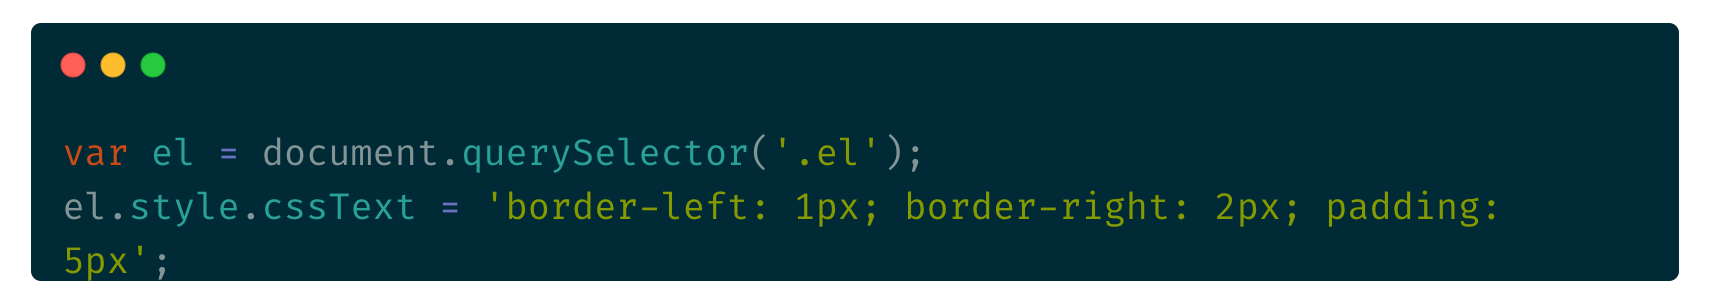 var el = document.querySelector('.el');
el.style.cssText = 'border-left: 1px; border-right: 2px; padding:
5px';